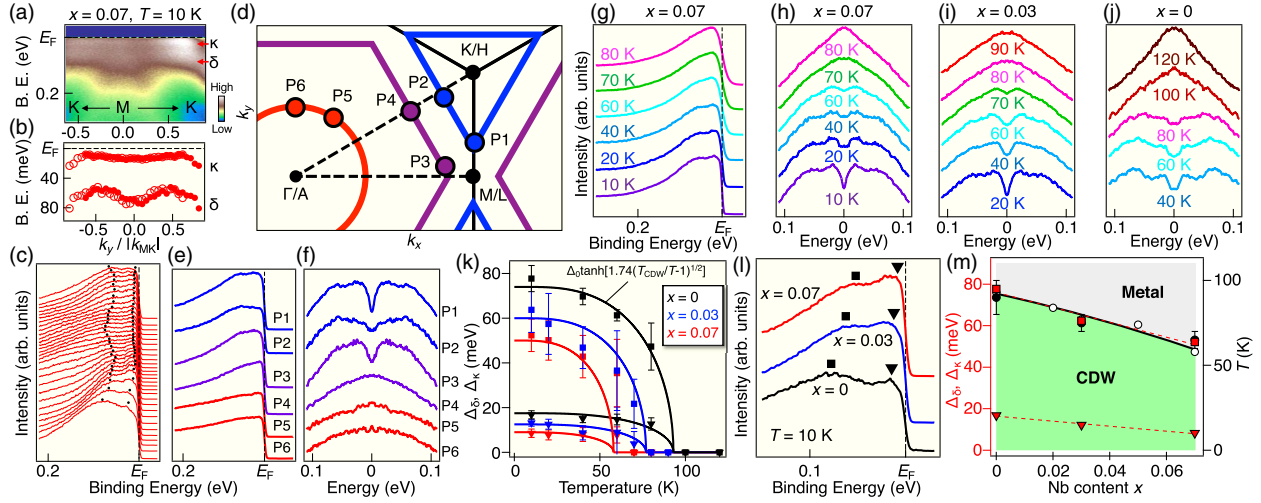 (a) x = 0.07, T = 10 K
B. E. (eV)
E_F
0.2
κ
δ
K ← M → K
High
Low
-0.5 0.0 0.5
(b)
B. E. (meV)
E_F
40
80
κ
δ
-0.5 0.0 0.5
k_y / |k_MK|
(c)
Intensity (arb. units)
0.2 E_F
Binding Energy (eV)
(d)
k_y
k_x
P6
P5
P4
P2
K/H
P1
P3
Γ/A
M/L
(e)
P1
P2
P3
P4
P5
P6
0.2 E_F
(f)
P1
P2
P3
P4
P5
P6
0.1 0 0.1
Energy (eV)
(g) x = 0.07
Intensity (arb. units)
80 K
70 K
60 K
40 K
20 K
10 K
0.2 E_F
Binding Energy (eV)
(h) x = 0.07
80 K
70 K
60 K
40 K
20 K
10 K
0.1 0 0.1
Energy (eV)
(i) x = 0.03
90 K
80 K
70 K
60 K
40 K
20 K
0.1 0 0.1
Energy (eV)
(j) x = 0
120 K
100 K
80 K
60 K
40 K
0.1 0 0.1
Energy (eV)
(k)
Δ_δ, Δ_κ (meV)
80
60
40
20
0
Δ₀tanh[1.74(T_CDW/T-1)^1/2]
x = 0
x = 0.03
x = 0.07
0 50 100
Temperature (K)
(l)
Intensity (arb. units)
x = 0.07
x = 0.03
x = 0
T = 10 K
0.1 E_F
Binding Energy (eV)
(m)
Δ_δ, Δ_κ (meV)
80
60
40
20
0
Metal
CDW
100
50
0
T (K)
0 0.02 0.04 0.06
Nb content x